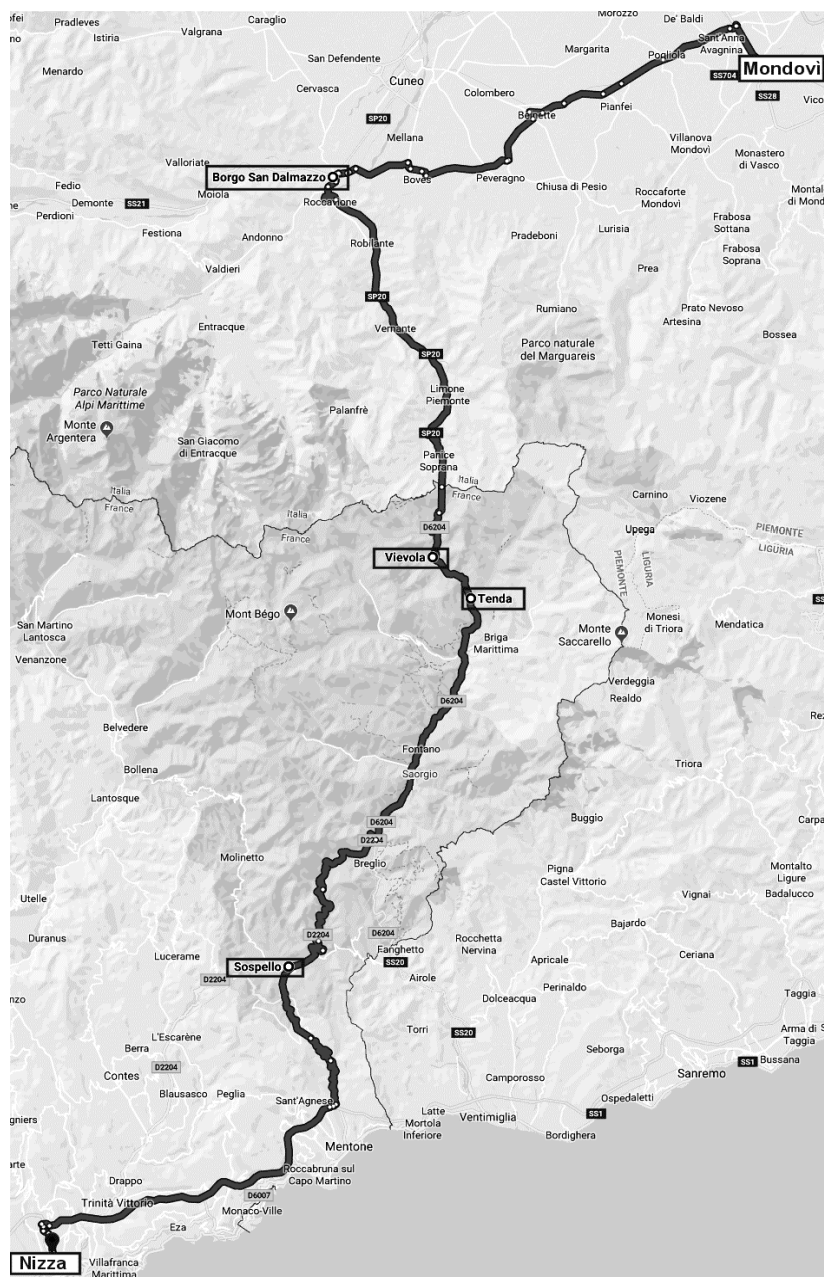 Pradleves
Caraglio
Morozzo
De' Baldi
Istiria
Valgrana
Sant'Anna
Avagnina
San Defendente
Margarita
Pogliola
Menardo
Cuneo
Mondovì
Cervasca
Colombero
SS704
Beinette
Pianfei
SS28
SP20
Mellana
Villanova
Mondovì
Valloriate
Borgo San Dalmazzo
Boves
Peveragno
Monastero
di Vasco
Fedio
Chiusa di Pesio
Demonte
SS21
Moiola
Roccavione
Roccaforte
Mondovì
Perdioni
Frabosa
Sottana
Festiona
Andonno
Robilante
Pradeboni
Lurisia
Frabosa
Soprana
Valdieri
Prea
SP20
Rumiano
Prato Nevoso
Entracque
Vernante
Artesina
Bossea
Tetti Gaina
SP20
Parco naturale
del Marguareis
Parco Naturale
Alpi Marittime
Limone
Piemonte
Palanfrè
Monte
Argentera
SP20
San Giacomo
di Entracque
Panice
Soprana
Italia
France
Italia
France
Italia
France
Carnino
Viozene
D6204
Upega
PIEMONTE
LIGURIA
Vievola
PIEMONTE
LIGURIA
Tenda
Mont Bégo
San Martino
Lantosca
Monesi
di Triora
Mendatica
Briga
Marittima
Monte
Saccarello
Venanzone
Verdeggia
Realdo
D6204
Belvedere
Fontano
Bollena
Saorgio
Triora
Lantosque
D6204
Buggio
D2204
Molinetto
Breglio
Pigna
Castel Vittorio
Montalto
Ligure
Badalucco
Utelle
Vignai
Duranus
D2204
D6204
Bajardo
Lucerame
Fanghetto
Rocchetta
Nervina
Sospello
SS20
Apricale
Ceriana
D2204
Airole
Perinaldo
Taggia
Dolceacqua
L'Escarène
Torri
SS20
Arma di
Taggia
Berra
Seborga
SS1
Bussana
Contes
D2204
Sanremo
Camporosso
Blausasco
Peglia
Sant'Agnese
Ospedaletti
Latte
Mortola
Inferiore
Ventimiglia
SS1
Bordighera
Mentone
Drappo
Roccabruna sul
Capo Martino
D6007
Trinità Vittorio
Monaco-Ville
Eza
Nizza
Villafranca
Marittima